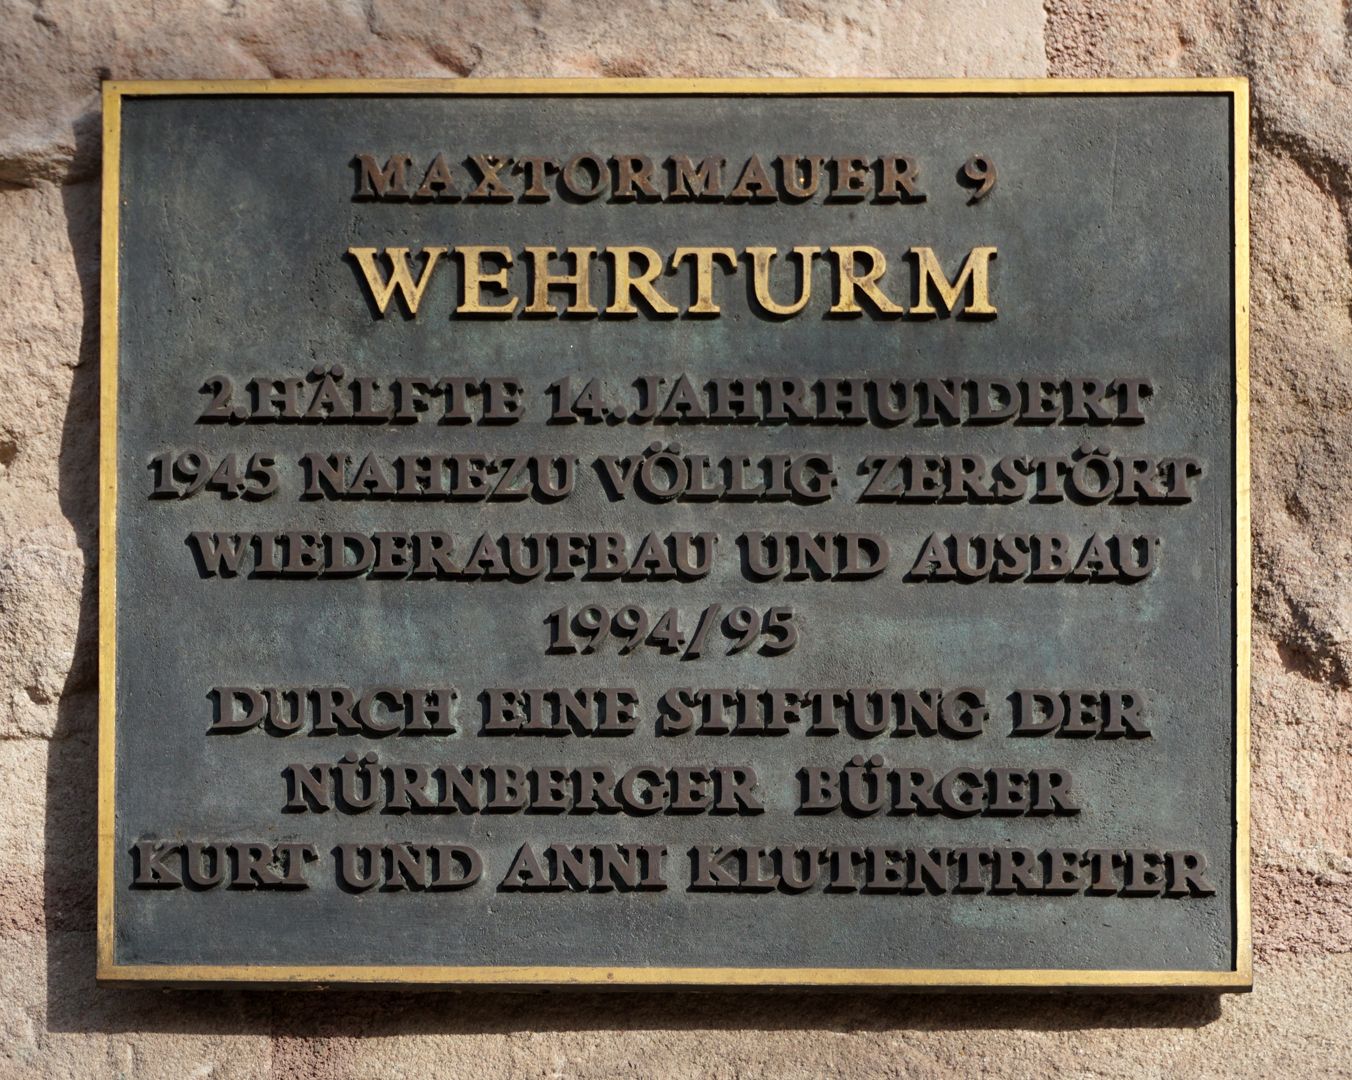 MAXTORMAUER 9
WEHRTURM
2. HÄLFTE 14. JAHRHUNDERT
1945 NAHEZU VÖLLIG ZERSTÖRT
WIEDERAUFBAU UND AUSBAU
1994/95
DURCH EINE STIFTUNG DER
NÜRNBERGER BÜRGER
KURT UND ANNI KLUTENTRETER